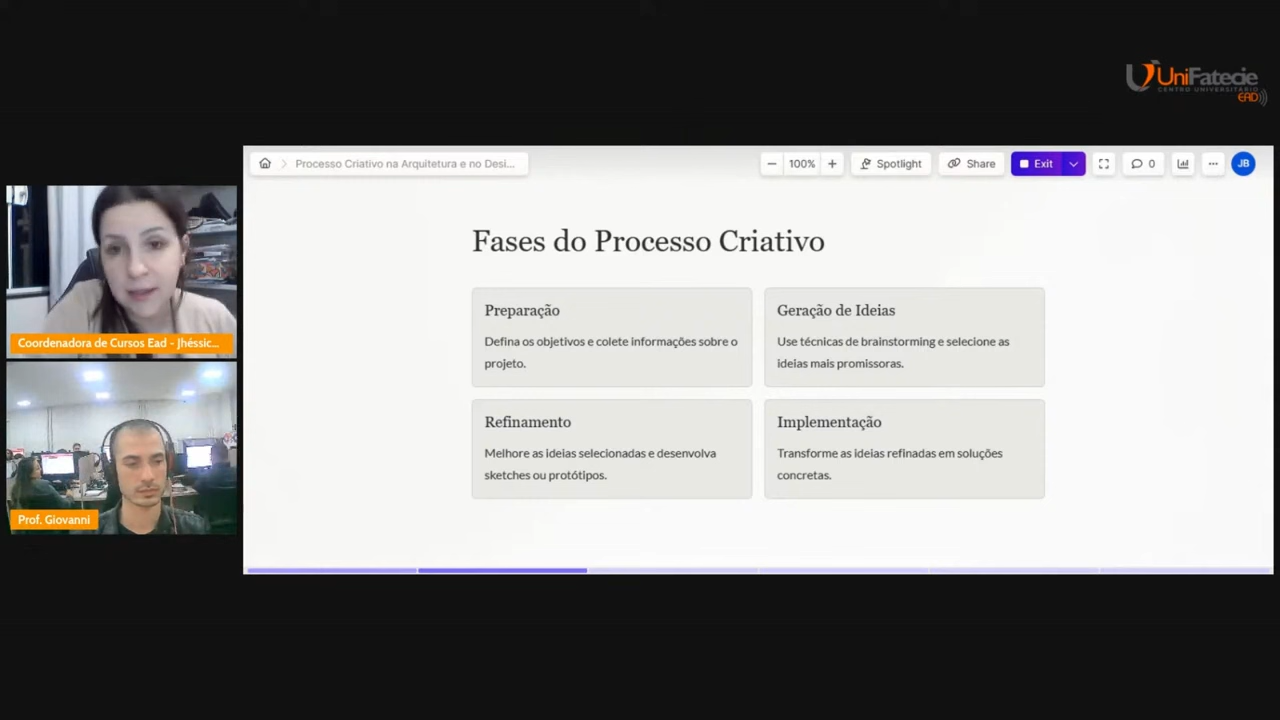 UniFatecie
CENTRO UNIVERSITÁRIO
EAD
Processo Criativo na Arquitetura e no Desi...
100%
Spotlight
Share
Exit
0
JB
Fases do Processo Criativo
Preparação
Defina os objetivos e colete informações sobre o
projeto.
Geração de Ideias
Use técnicas de brainstorming e selecione as
ideias mais promissoras.
Refinamento
Melhore as ideias selecionadas e desenvolva
sketches ou protótipos.
Implementação
Transforme as ideias refinadas em soluções
concretas.
Coordenadora de Cursos Ead - Jhéssic...
Prof. Giovanni